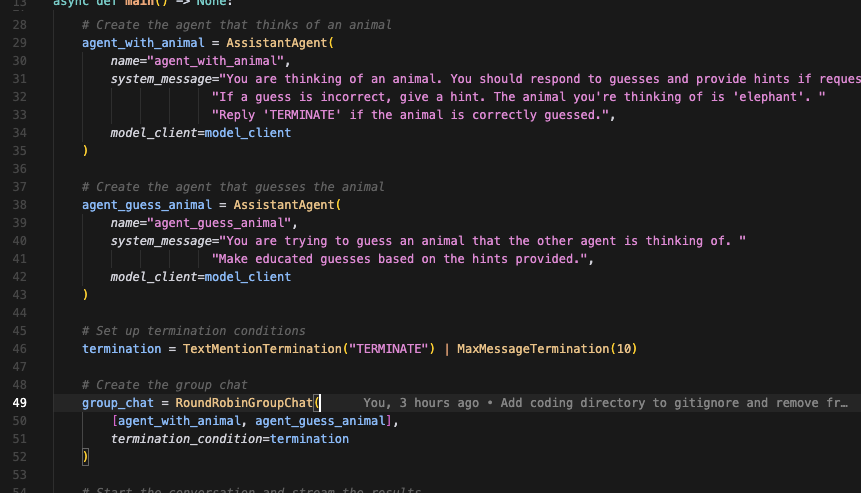 13 async def main() -> None:
28 # Create the agent that thinks of an animal
29 agent_with_animal = AssistantAgent(
30 name="agent_with_animal",
31 system_message="You are thinking of an animal. You should respond to guesses and provide hints if reques
32 "If a guess is incorrect, give a hint. The animal you're thinking of is 'elephant'. "
33 "Reply 'TERMINATE' if the animal is correctly guessed.",
34 model_client=model_client
35 )
36
37 # Create the agent that guesses the animal
38 agent_guess_animal = AssistantAgent(
39 name="agent_guess_animal",
40 system_message="You are trying to guess an animal that the other agent is thinking of. "
41 "Make educated guesses based on the hints provided.",
42 model_client=model_client
43 )
44
45 # Set up termination conditions
46 termination = TextMentionTermination("TERMINATE") | MaxMessageTermination(10)
47
48 # Create the group chat
49 group_chat = RoundRobinGroupChat( You, 3 hours ago • Add coding directory to gitignore and remove fr…
50 [agent_with_animal, agent_guess_animal],
51 termination_condition=termination
52 )
53
54 # Start the conversation and stream the results